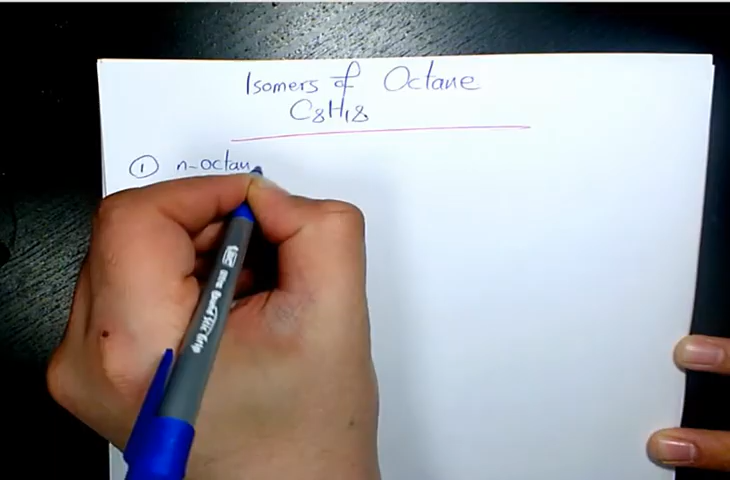 Isomers of Octane
C8H18
① n-octan